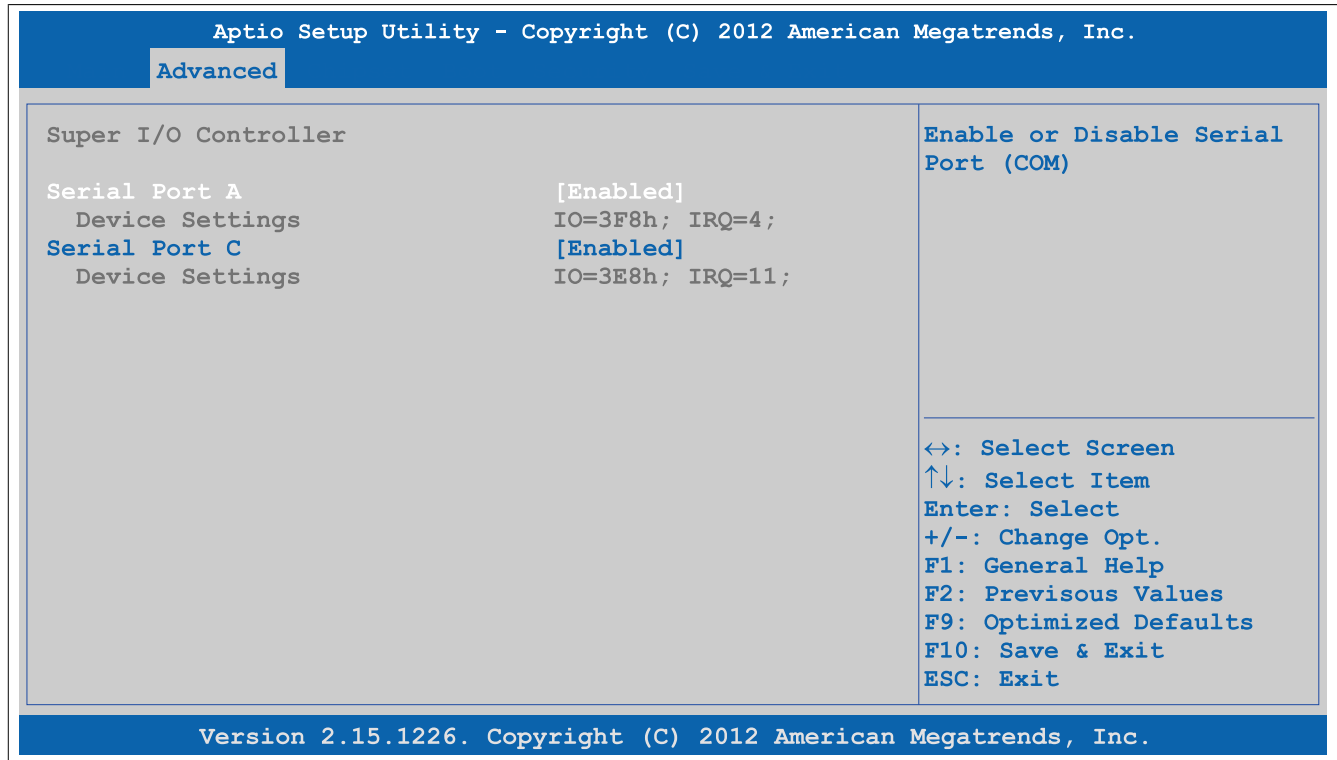 Aptio Setup Utility - Copyright (C) 2012 American Megatrends, Inc.
Advanced
Super I/O Controller
Serial Port A [Enabled]
Device Settings IO=3F8h; IRQ=4;
Serial Port C [Enabled]
Device Settings IO=3E8h; IRQ=11;
Enable or Disable Serial
Port (COM)
↔: Select Screen
↑↓: Select Item
Enter: Select
+/-: Change Opt.
F1: General Help
F2: Previsous Values
F9: Optimized Defaults
F10: Save & Exit
ESC: Exit
Version 2.15.1226. Copyright (C) 2012 American Megatrends, Inc.